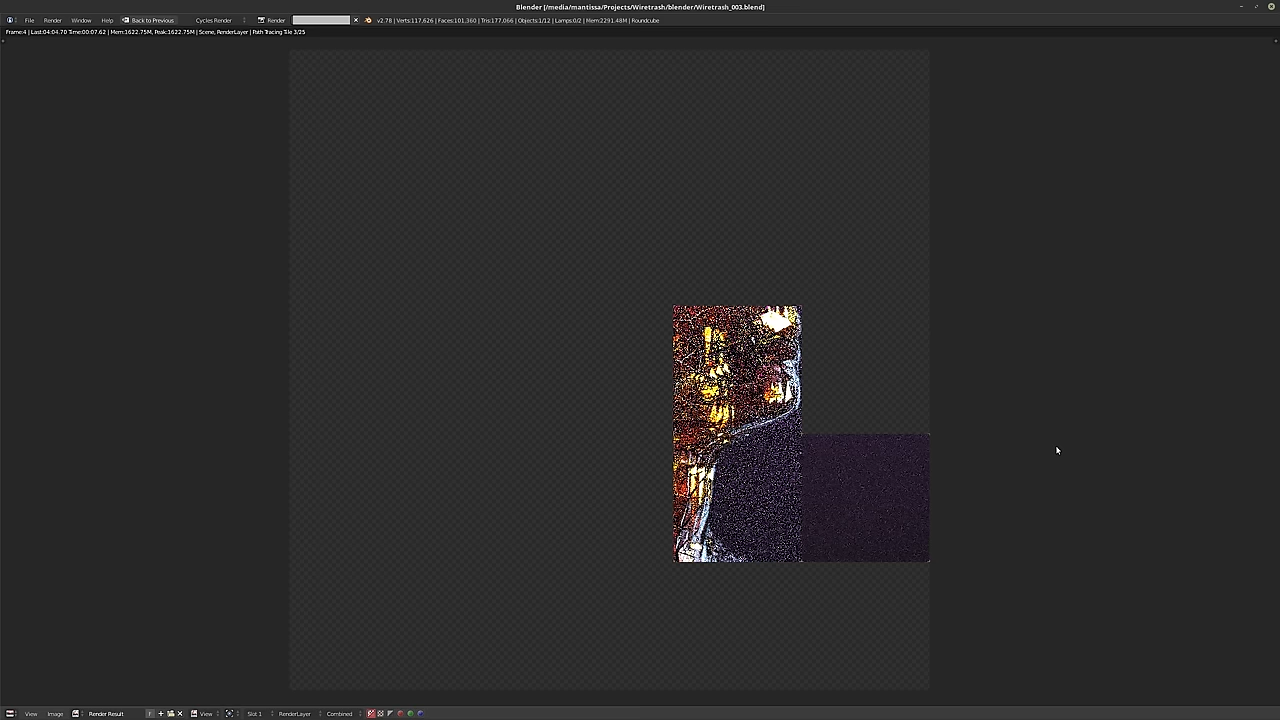 Blender [/media/mantissa/Projects/Wiretrash/blender/Wiretrash_003.blend]
File Render Window Help Back to Previous Cycles Render Render v2.78 | Verts:117,626 | Faces:101,360 | Tris:177,066 | Objects:1/12 | Lamps:0/2 | Mem:2291.48M | Roundcube
Frame:4 | Last:04:04.70 Time:00:07.62 | Mem:1622.75M, Peak:1622.75M | Scene, RenderLayer | Path Tracing Tile 3/25
View Image Render Result F View Slot 1 RenderLayer Combined